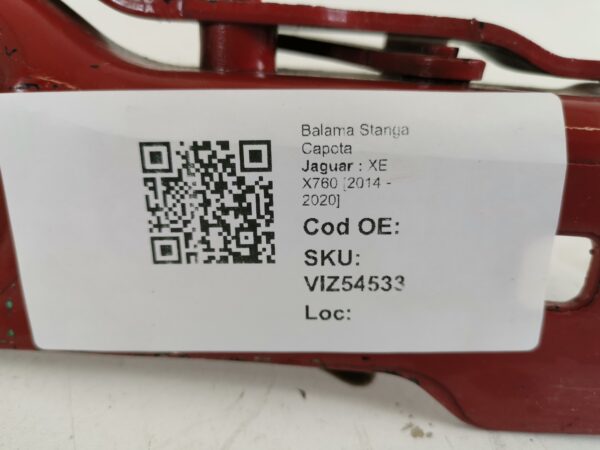 Balama Stanga
Capota
Jaguar : XE
X760 [2014 -
2020]
Cod OE:
SKU:
VIZ54533
Loc: